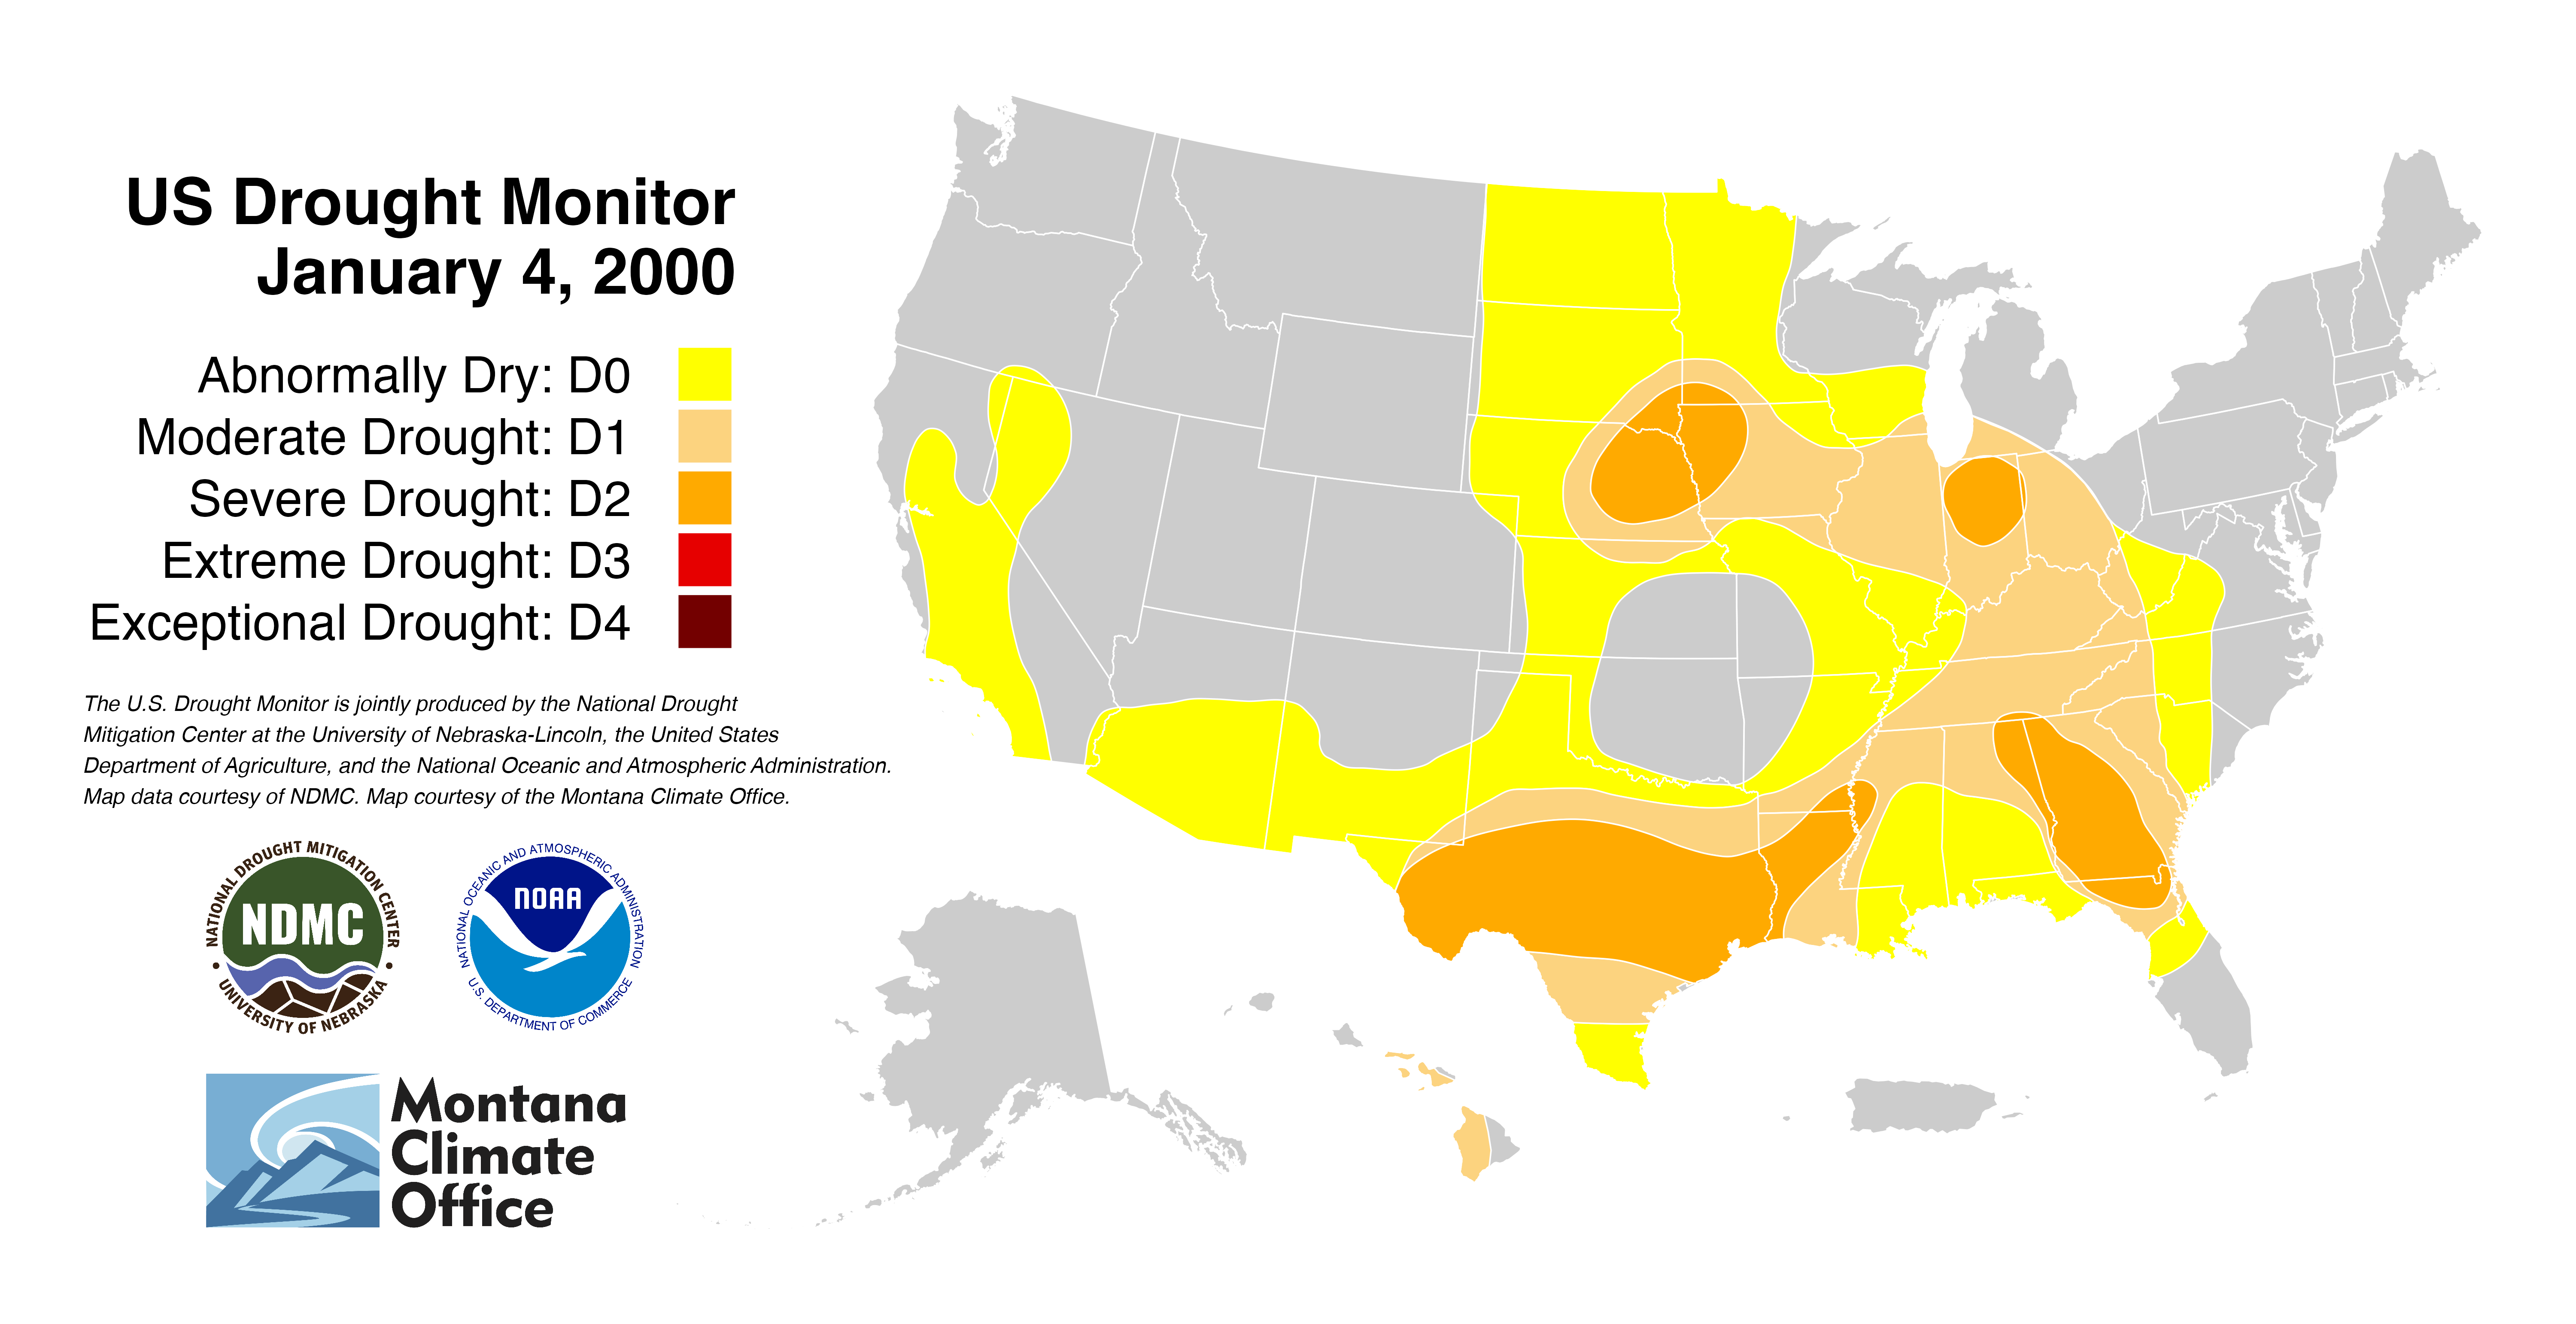 US Drought Monitor
January 4, 2000
Abnormally Dry: D0
Moderate Drought: D1
Severe Drought: D2
Extreme Drought: D3
Exceptional Drought: D4
The U.S. Drought Monitor is jointly produced by the National Drought
Mitigation Center at the University of Nebraska-Lincoln, the United States
Department of Agriculture, and the National Oceanic and Atmospheric Administration.
Map data courtesy of NDMC. Map courtesy of the Montana Climate Office.
NATIONAL DROUGHT MITIGATION CENTER
NDMC
• UNIVERSITY OF NEBRASKA •
NATIONAL OCEANIC AND ATMOSPHERIC ADMINISTRATION
NOAA
U.S. DEPARTMENT OF COMMERCE
Montana
Climate
Office